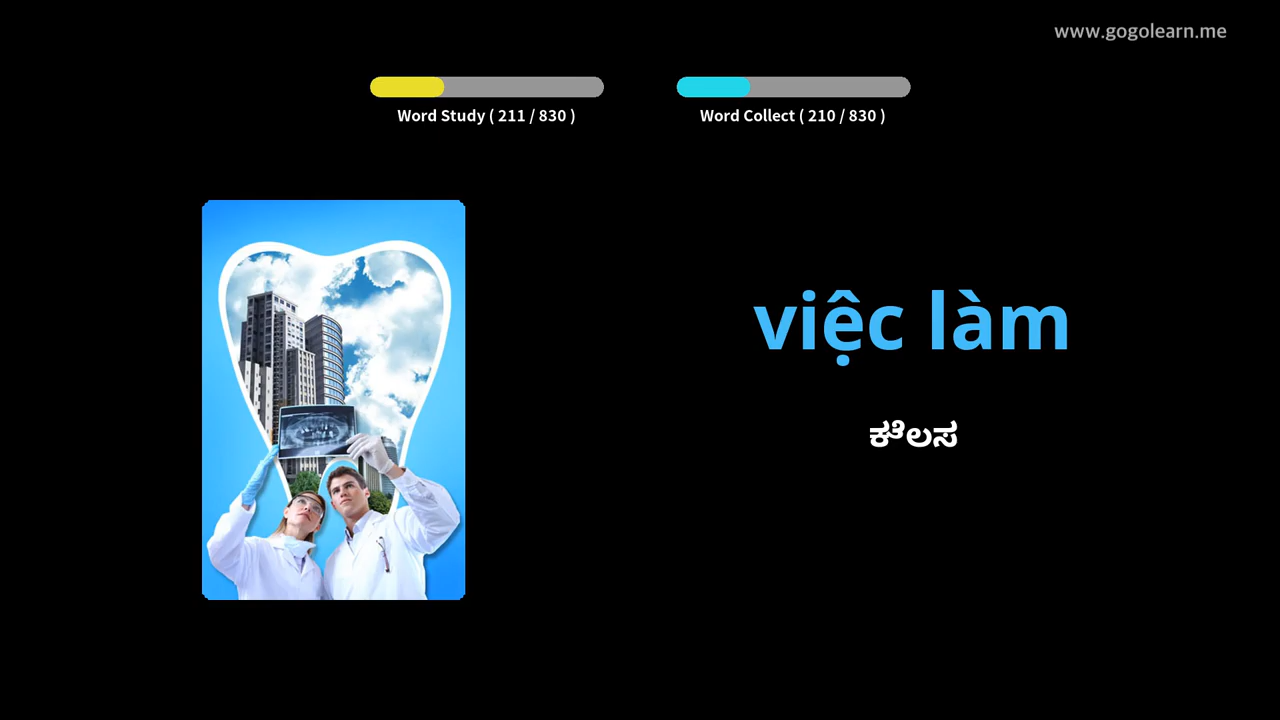 www.gogolearn.me
Word Study ( 211 / 830 )
Word Collect ( 210 / 830 )
việc làm
ಕೆಲಸ